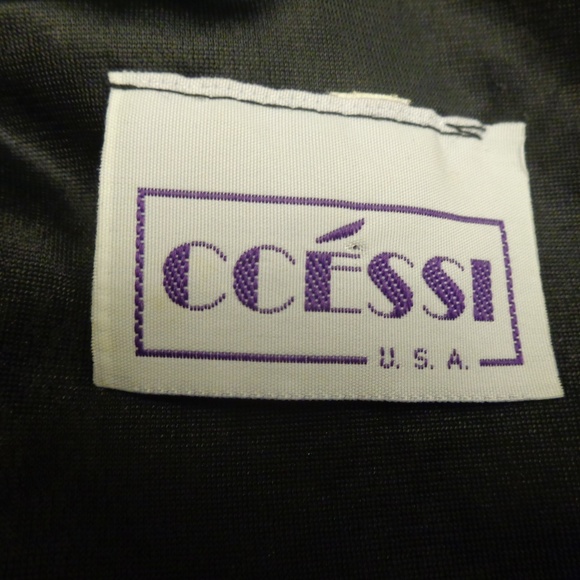 CCÉSSI
U. S. A.